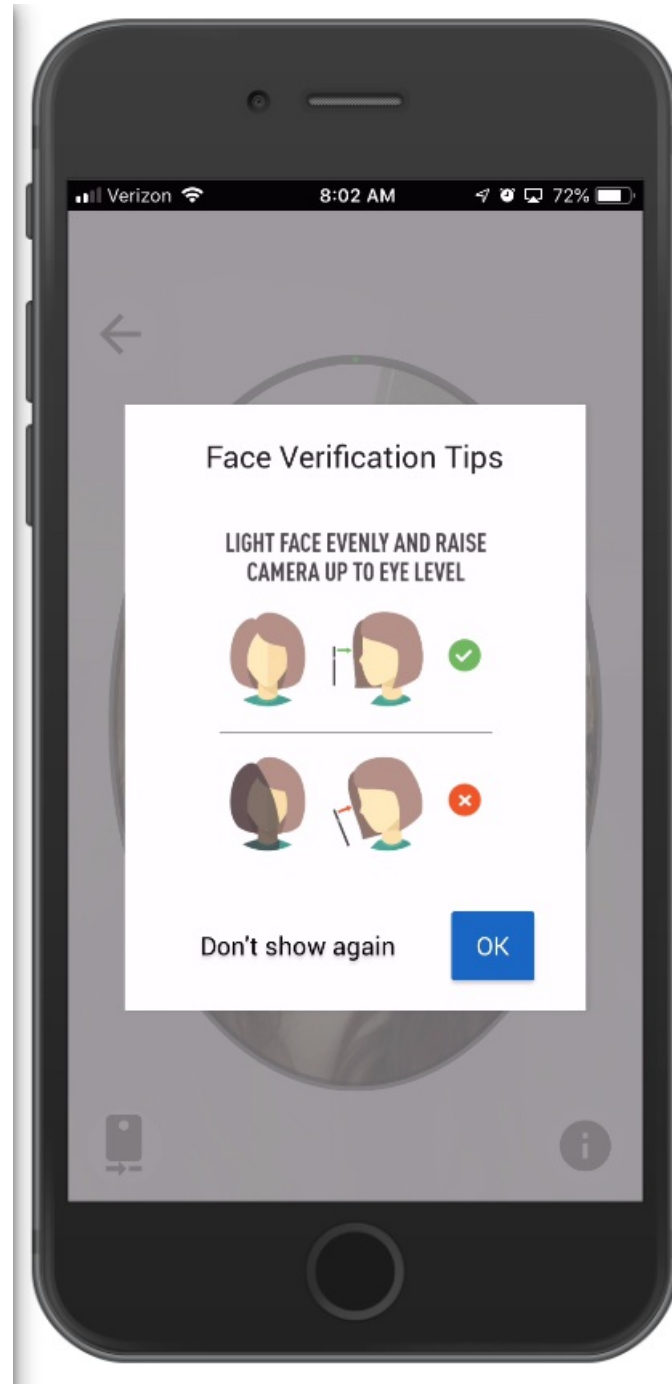 Verizon 8:02 AM 72%
Face Verification Tips
LIGHT FACE EVENLY AND RAISE
CAMERA UP TO EYE LEVEL
Don't show again OK